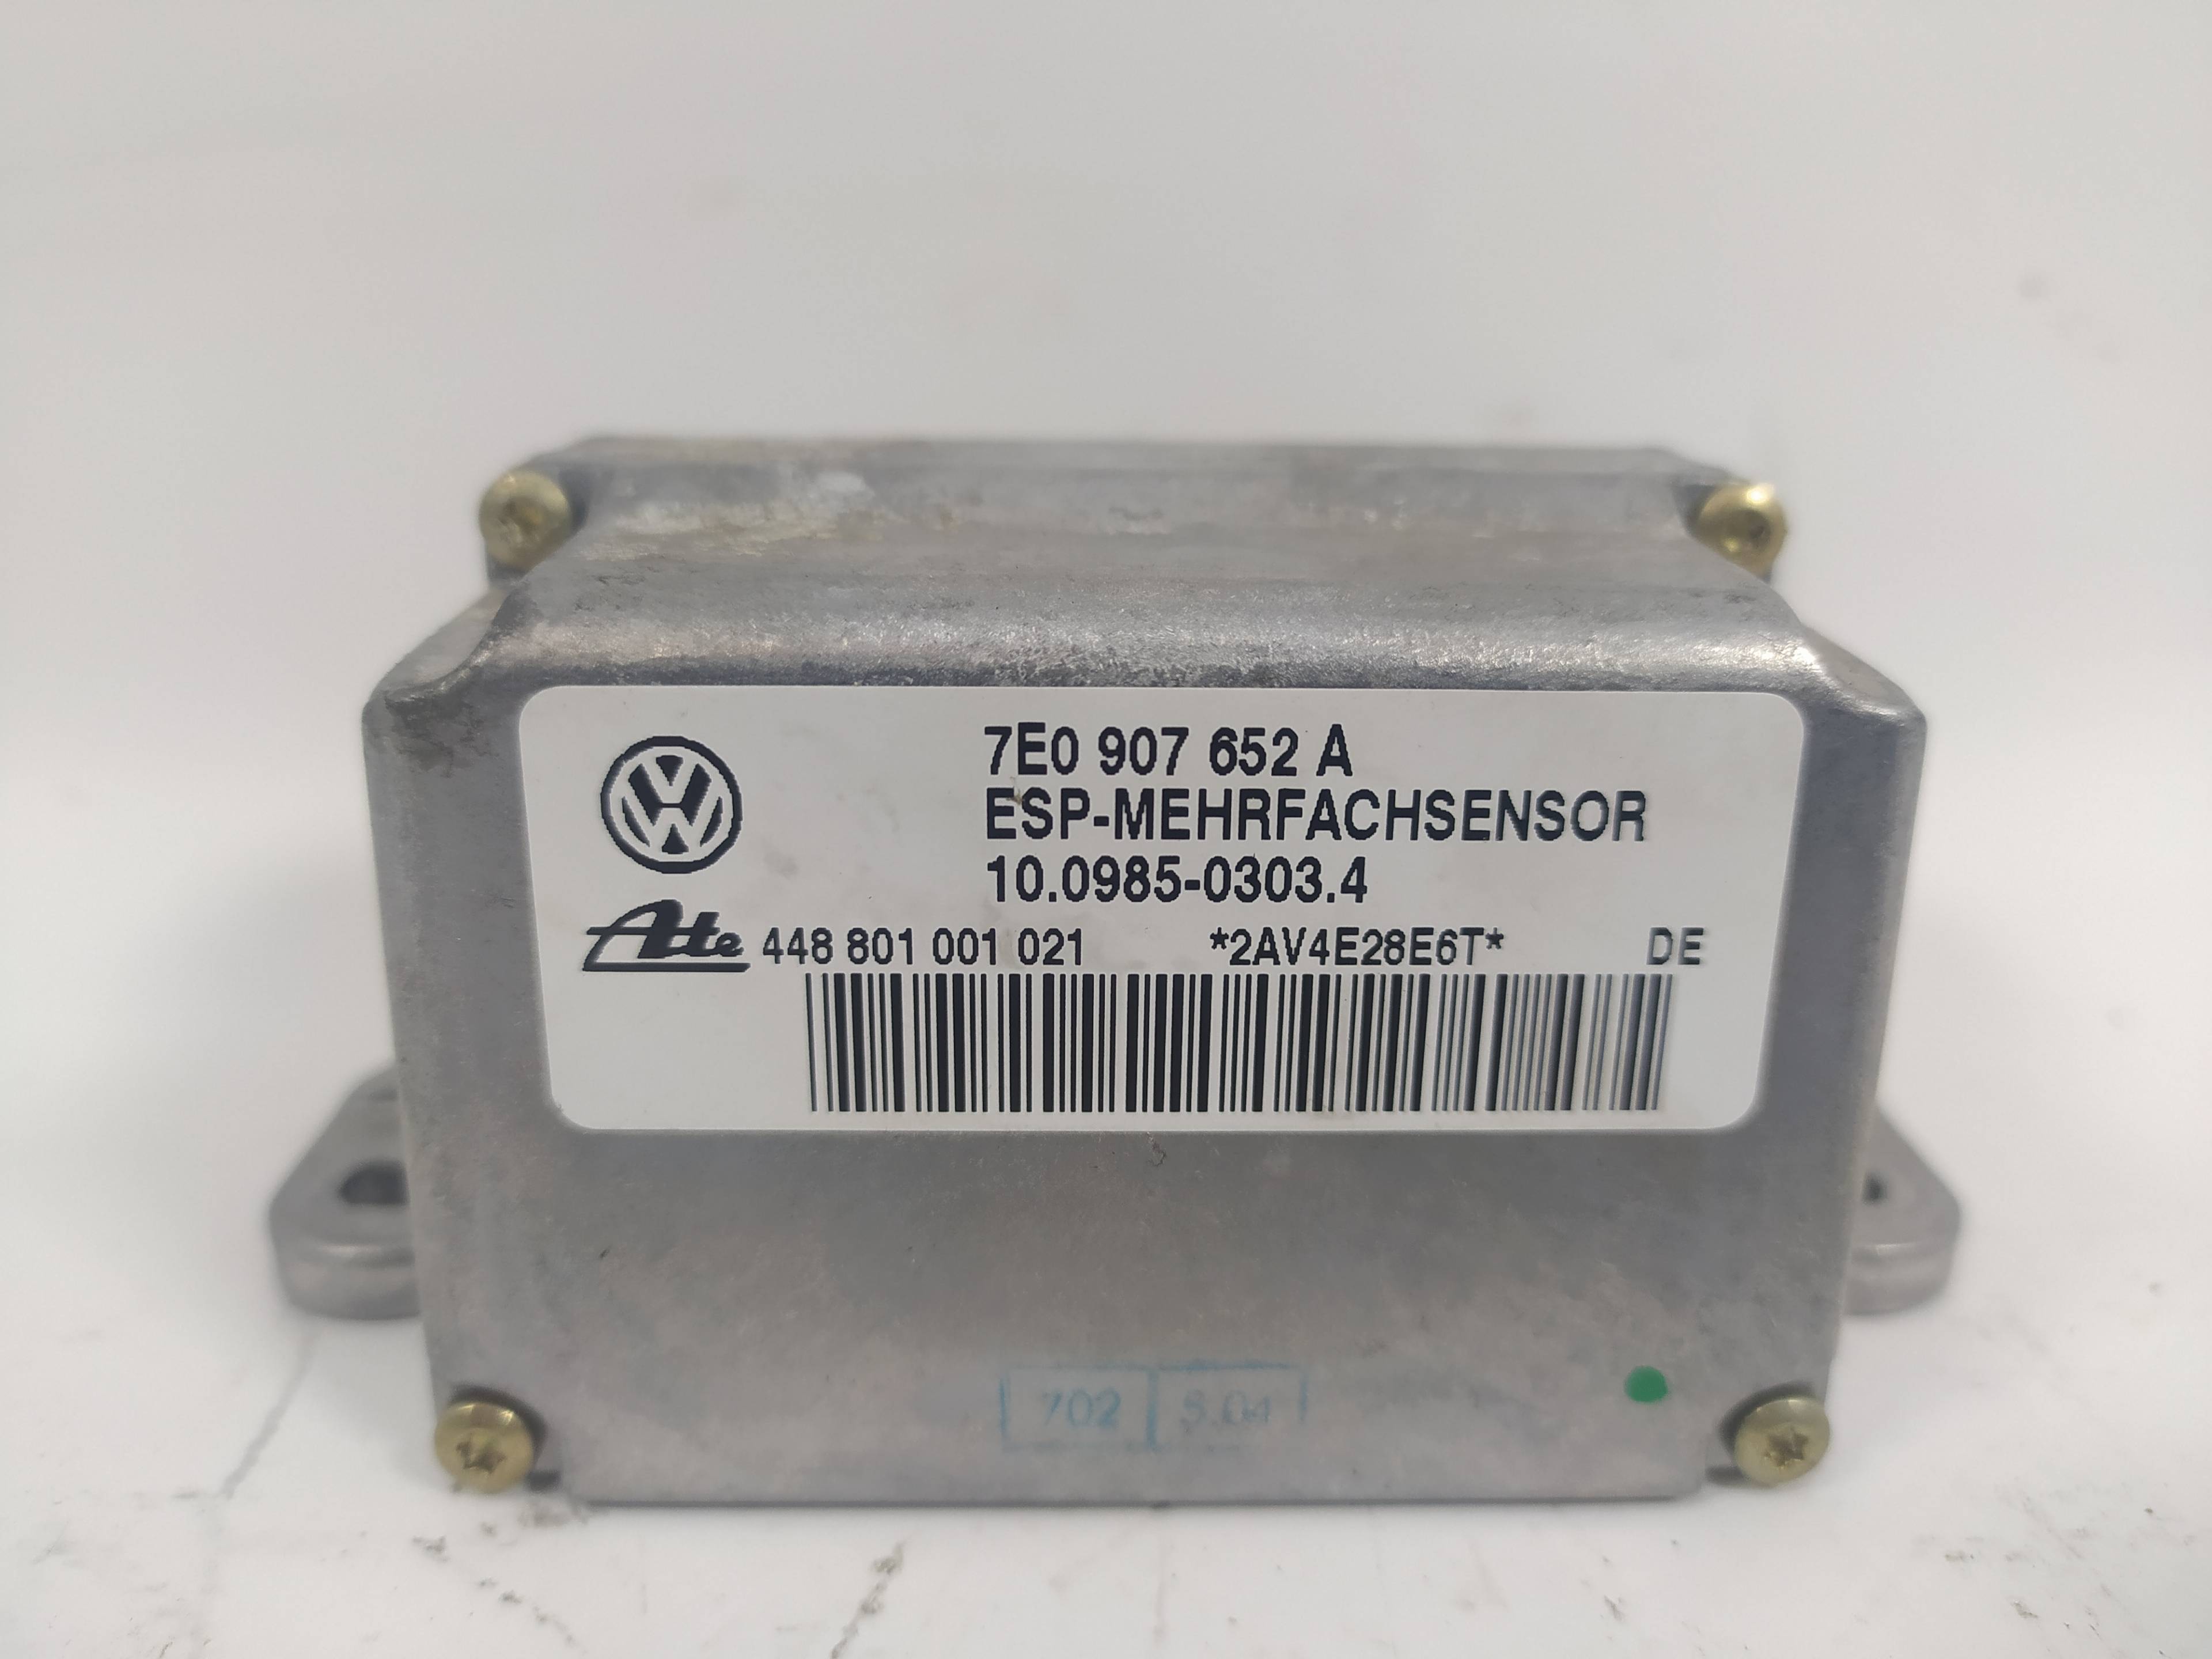 7E0 907 652 A
ESP-MEHRFACHSENSOR
10.0985-0303.4
Ate 448 801 001 021 *2AV4E28E6T* DE
702